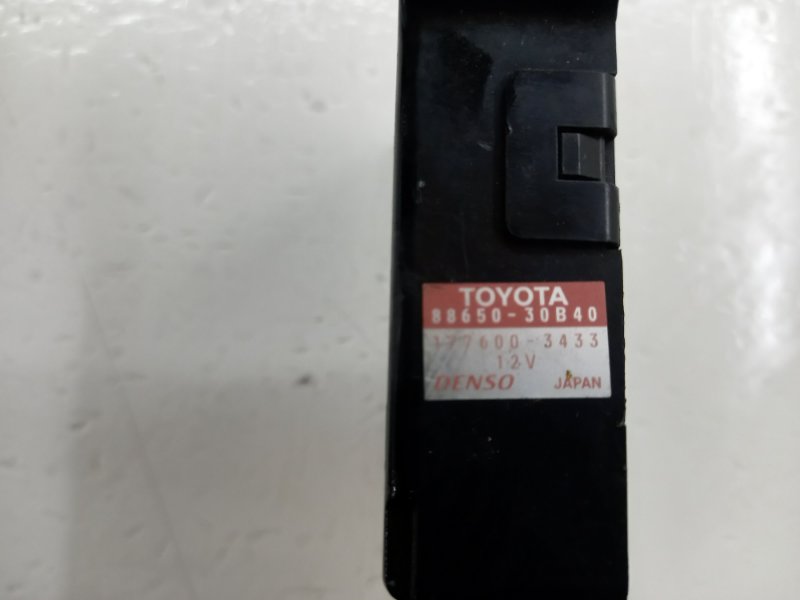 TOYOTA
88650-30B40
177600-3433
12V
DENSO JAPAN